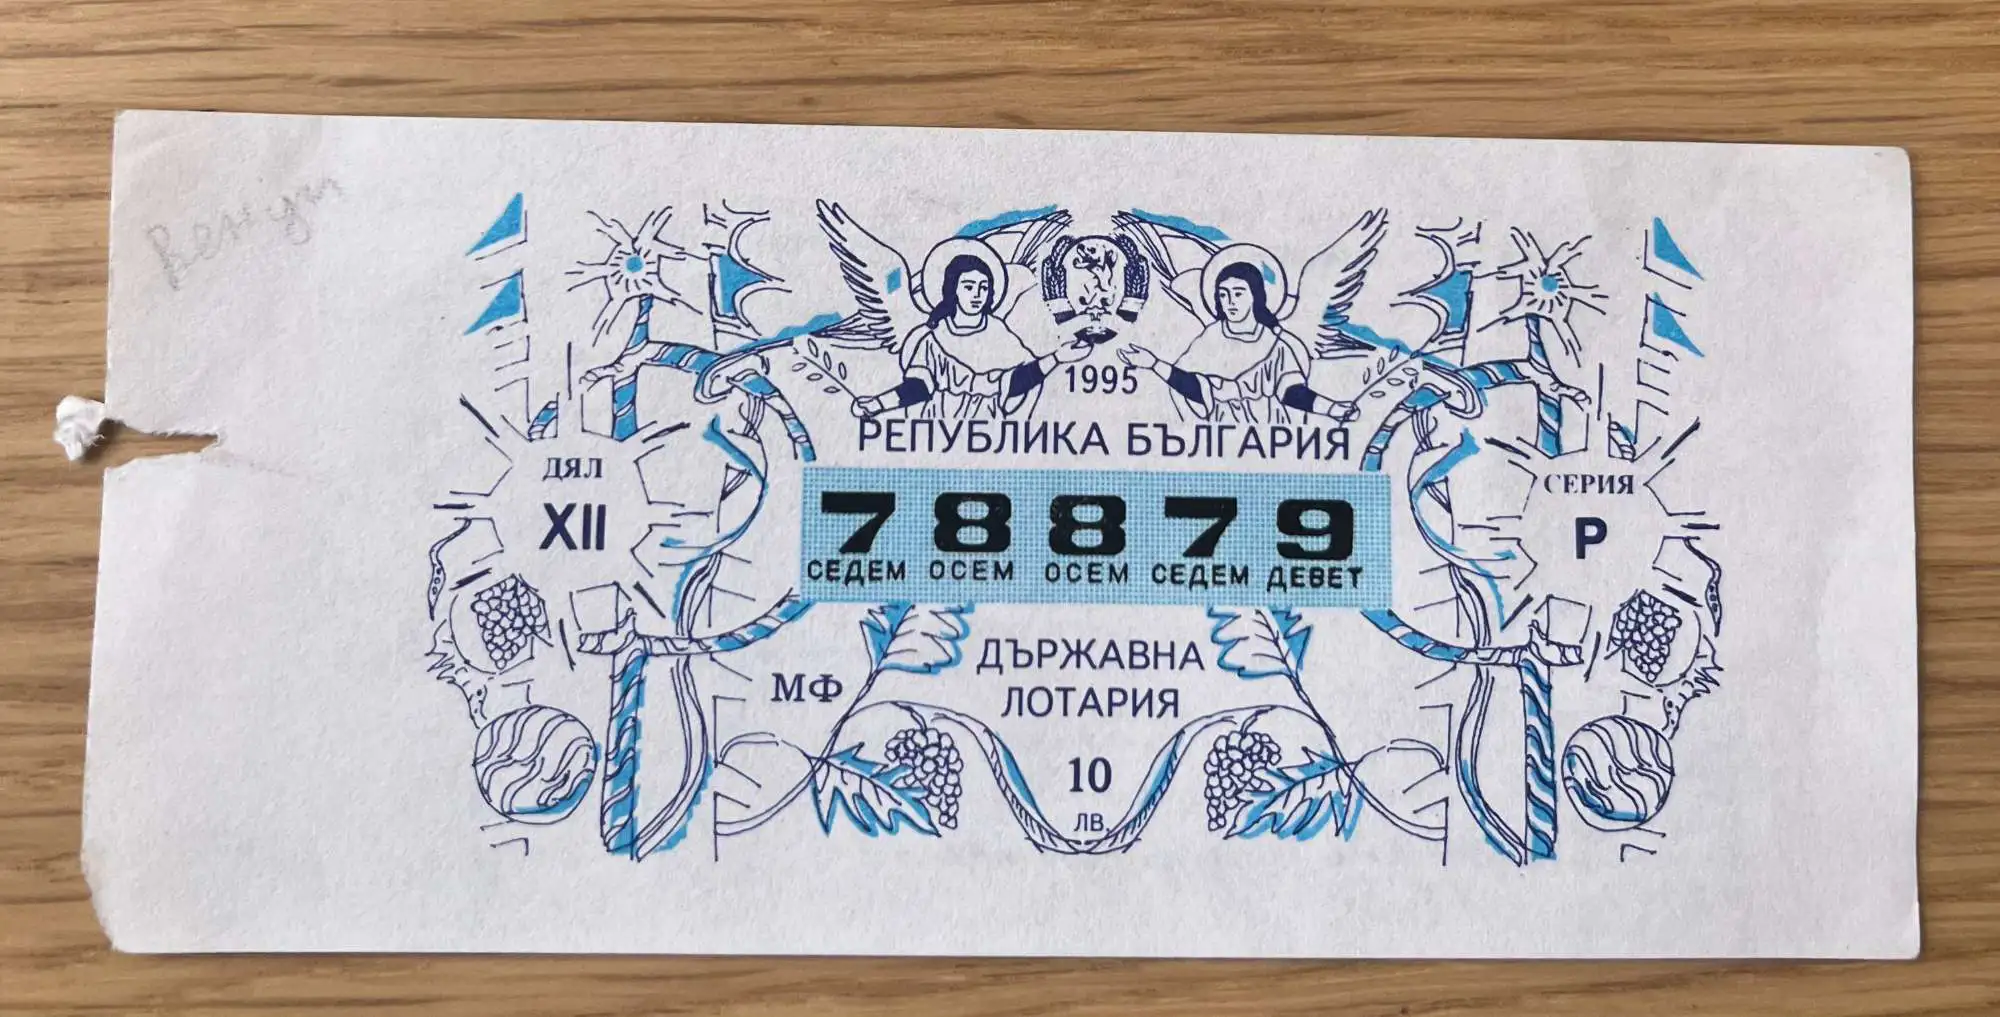 1995
РЕПУБЛИКА БЪЛГАРИЯ
ДЯЛ
XII
78879
СЕДЕМ ОСЕМ ОСЕМ СЕДЕМ ДЕВЕТ
СЕРИЯ
Р
МФ
ДЪРЖАВНА
ЛОТАРИЯ
10
ЛВ.